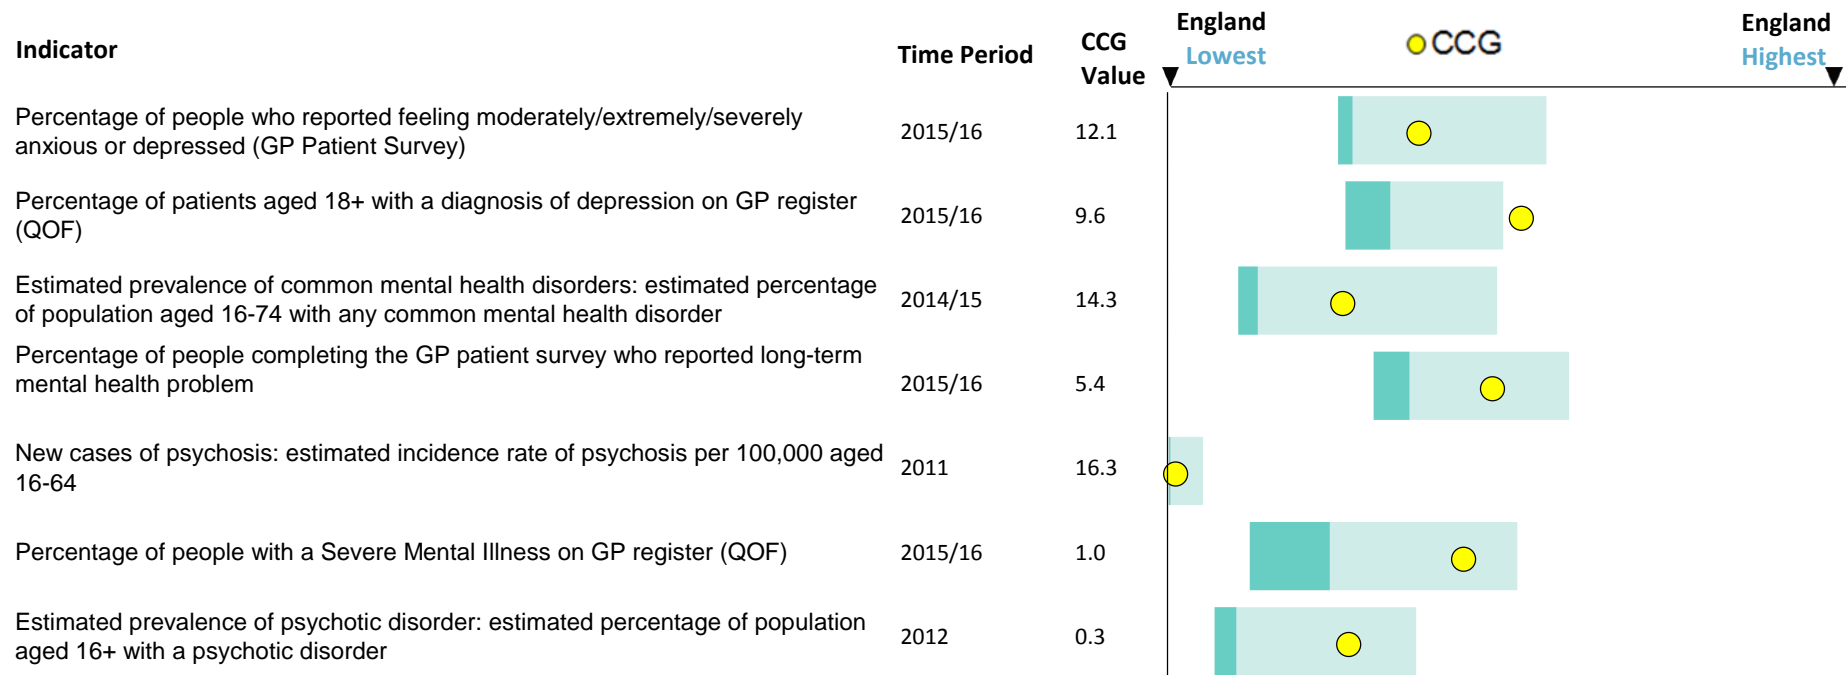 Indicator
Time Period
CCG
Value
England
Lowest
CCG
England
Highest
Percentage of people who reported feeling moderately/extremely/severely
anxious or depressed (GP Patient Survey)
2015/16
12.1
Percentage of patients aged 18+ with a diagnosis of depression on GP register
(QOF)
2015/16
9.6
Estimated prevalence of common mental health disorders: estimated percentage
of population aged 16-74 with any common mental health disorder
2014/15
14.3
Percentage of people completing the GP patient survey who reported long-term
mental health problem
2015/16
5.4
New cases of psychosis: estimated incidence rate of psychosis per 100,000 aged
16-64
2011
16.3
Percentage of people with a Severe Mental Illness on GP register (QOF)
2015/16
1.0
Estimated prevalence of psychotic disorder: estimated percentage of population
aged 16+ with a psychotic disorder
2012
0.3